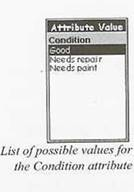 Attribute Value
Condition
Good
Needs repair
Needs paint
List of possible values for
the Condition attribute